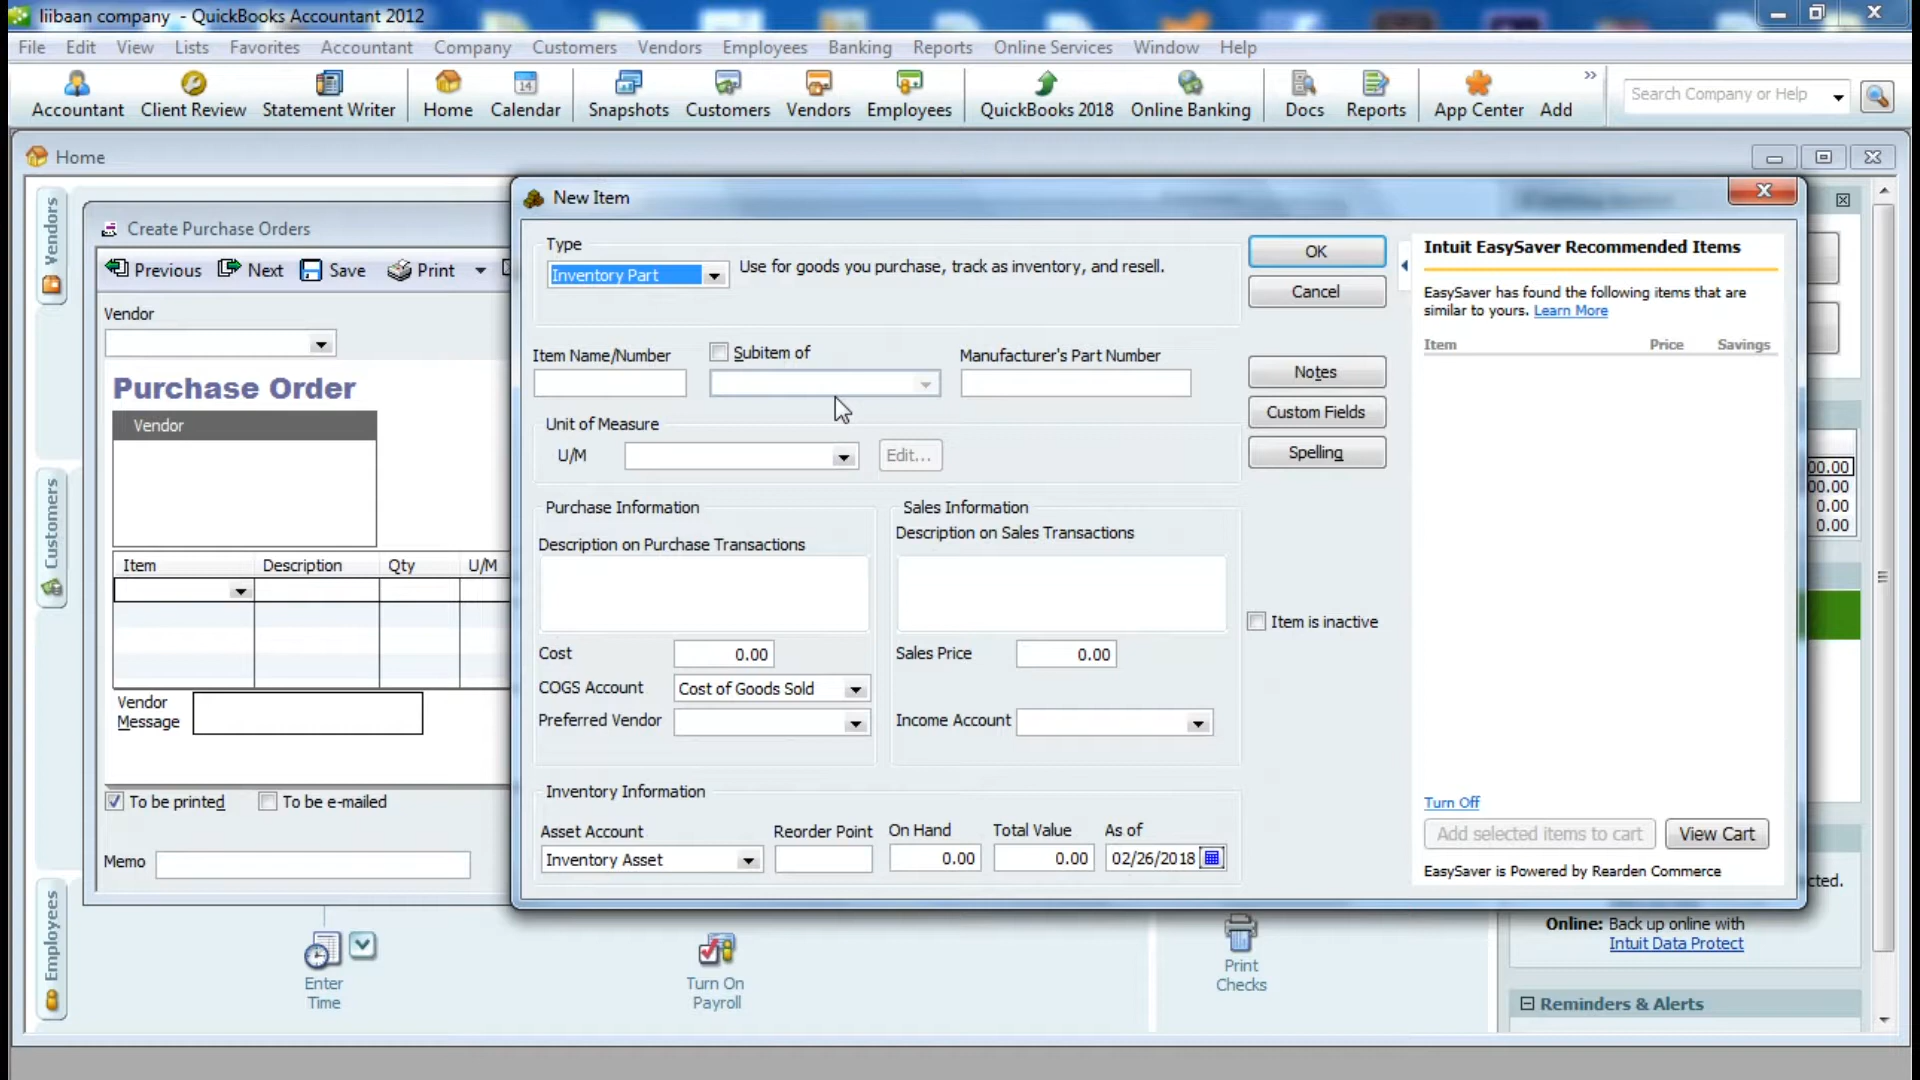 liibaan company - QuickBooks Accountant 2012
File Edit View Lists Favorites Accountant Company Customers Vendors Employees Banking Reports Online Services Window Help
Accountant Client Review Statement Writer Home Calendar Snapshots Customers Vendors Employees QuickBooks 2018 Online Banking Docs Reports App Center Add
14
Search Company or Help
Home
Vendors
Customers
Employees
Create Purchase Orders
Previous Next Save Print
Vendor
Purchase Order
Vendor
Item Description Qty U/M
Vendor
Message
To be printed To be e-mailed
Memo
New Item
Type
Inventory Part
Use for goods you purchase, track as inventory, and resell.
Item Name/Number
Subitem of
Manufacturer's Part Number
Unit of Measure
U/M
Edit...
Purchase Information
Description on Purchase Transactions
Cost 0.00
COGS Account Cost of Goods Sold
Preferred Vendor
Sales Information
Description on Sales Transactions
Sales Price 0.00
Income Account
Inventory Information
Asset Account Reorder Point On Hand Total Value As of
Inventory Asset 0.00 0.00 02/26/2018
OK
Cancel
Notes
Custom Fields
Spelling
Item is inactive
Intuit EasySaver Recommended Items
EasySaver has found the following items that are
similar to yours. Learn More
Item Price Savings
Turn Off
Add selected items to cart View Cart
EasySaver is Powered by Rearden Commerce
00.00
00.00
0.00
0.00
cted.
Online: Back up online with
Intuit Data Protect
Reminders & Alerts
Enter
Time
Turn On
Payroll
Print
Checks